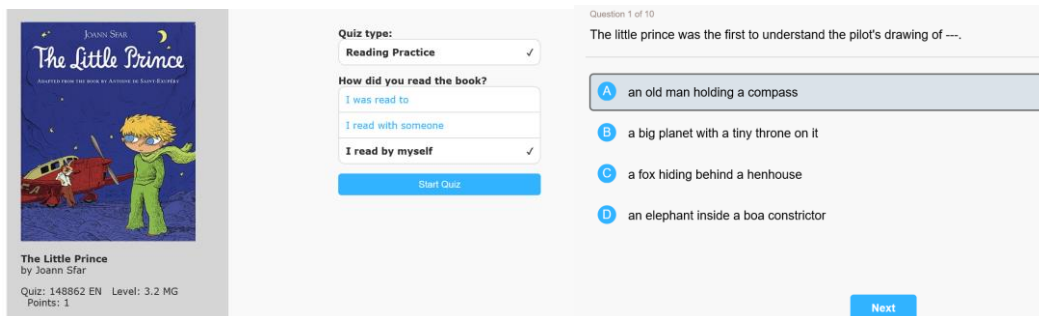 JOANN SFAR
The Little Prince
ADAPTED FROM THE BOOK BY ANTOINE DE SAINT-EXUPÉRY
The Little Prince
by Joann Sfar
Quiz: 148862 EN Level: 3.2 MG
Points: 1
Quiz type:
Reading Practice
How did you read the book?
I was read to
I read with someone
I read by myself
Start Quiz
Question 1 of 10
The little prince was the first to understand the pilot's drawing of ---.
A an old man holding a compass
B a big planet with a tiny throne on it
C a fox hiding behind a henhouse
D an elephant inside a boa constrictor
Next